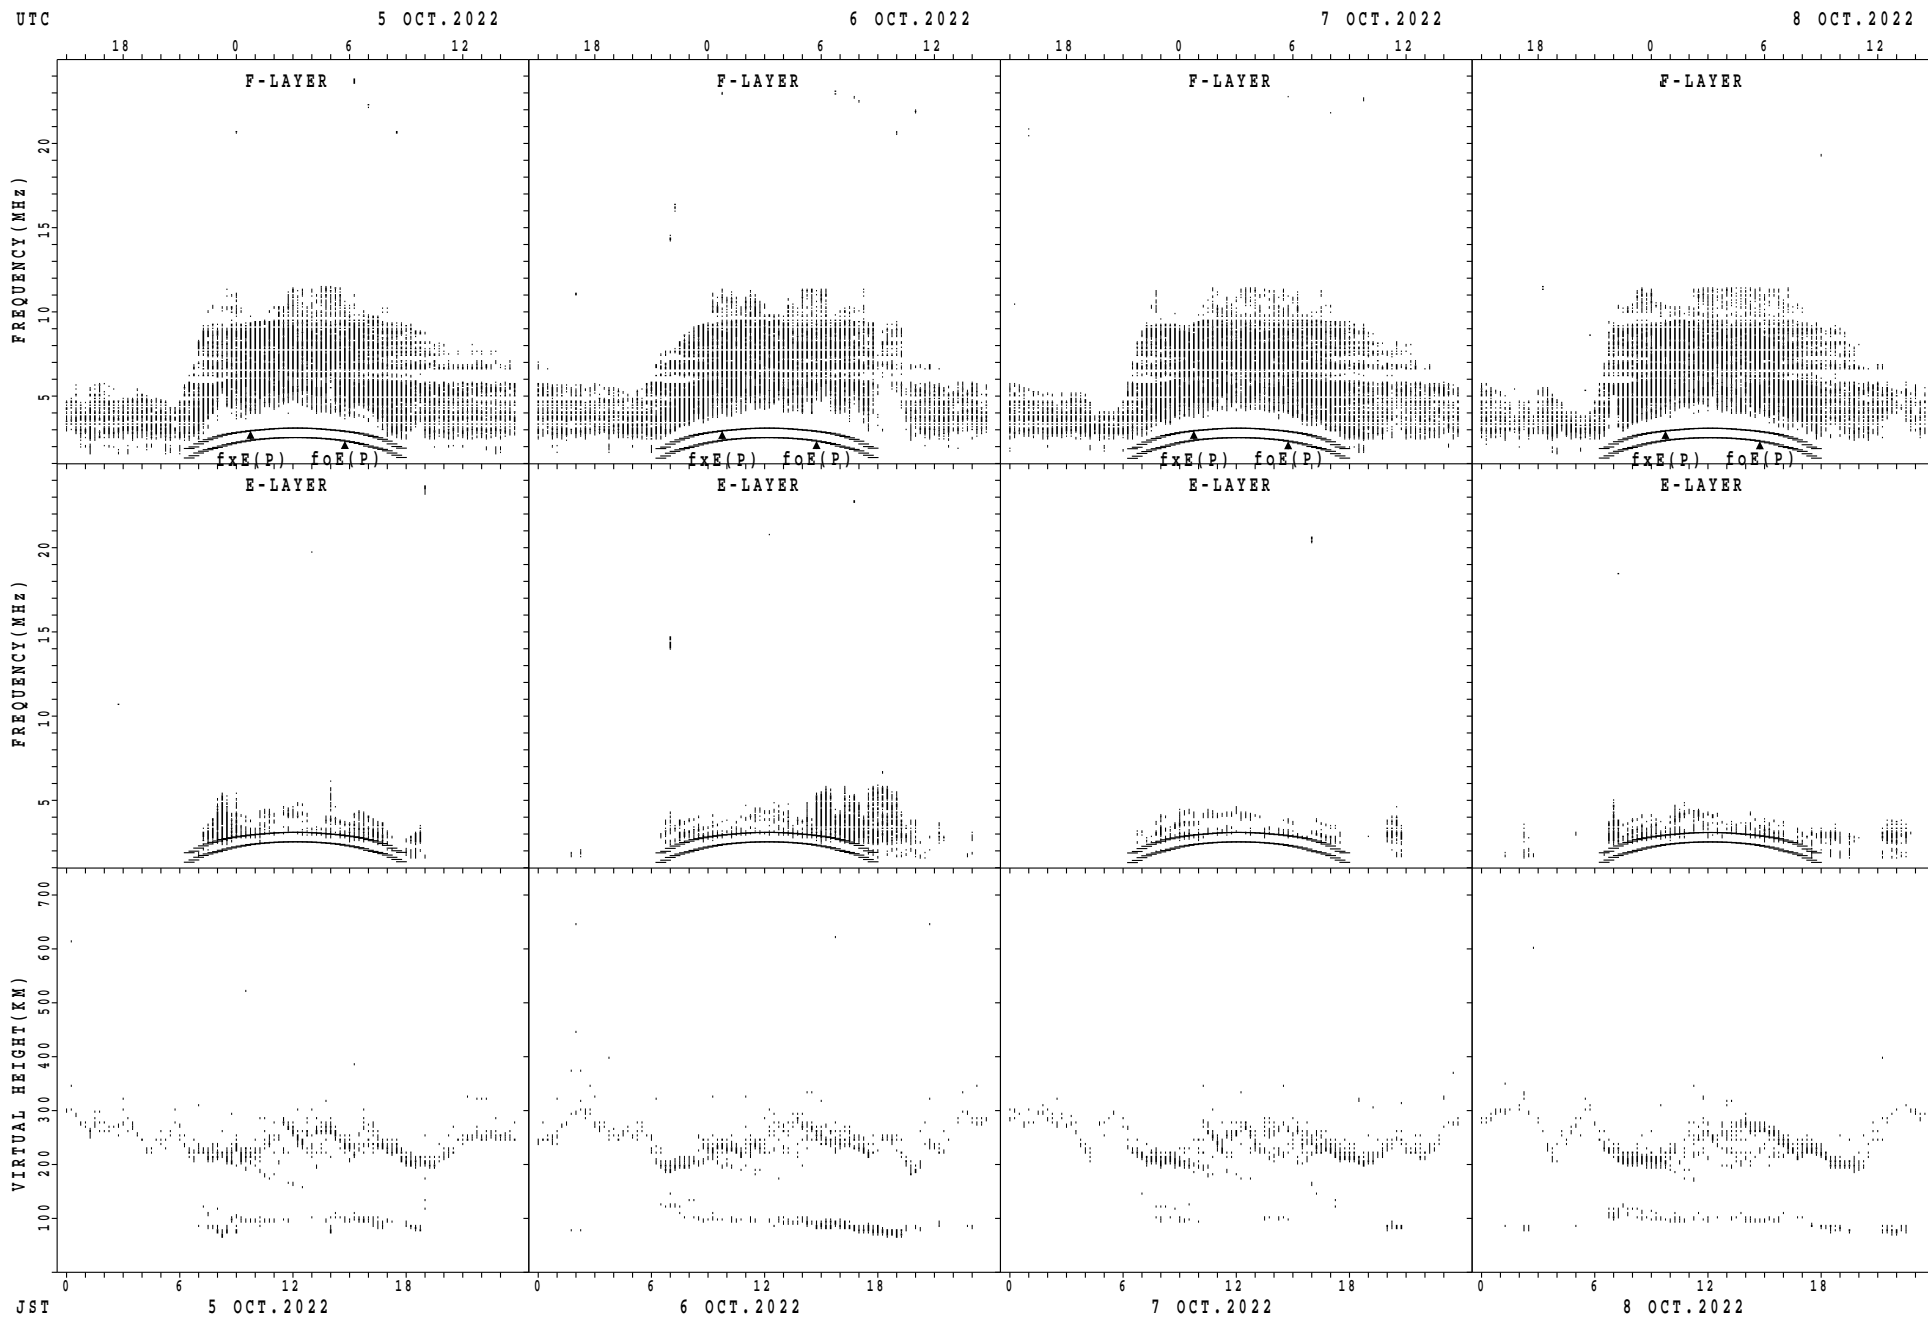 UTC 5 OCT.2022 6 OCT.2022 7 OCT.2022 8 OCT.2022
18 0 6 12 18 0 6 12 18 0 6 12 18 0 6 12
F-LAYER F-LAYER F-LAYER F-LAYER
FREQUENCY(MHz)
20
15
10
5
fxE(P) foE(P) fxE(P) foE(P) fxE(P) foE(P) fxE(P) foE(P)
E-LAYER E-LAYER E-LAYER E-LAYER
FREQUENCY(MHz)
20
15
10
5
VIRTUAL HEIGHT(KM)
700
600
500
400
300
200
100
0 6 12 18 0 6 12 18 0 6 12 18 0 6 12 18
JST 5 OCT.2022 6 OCT.2022 7 OCT.2022 8 OCT.2022